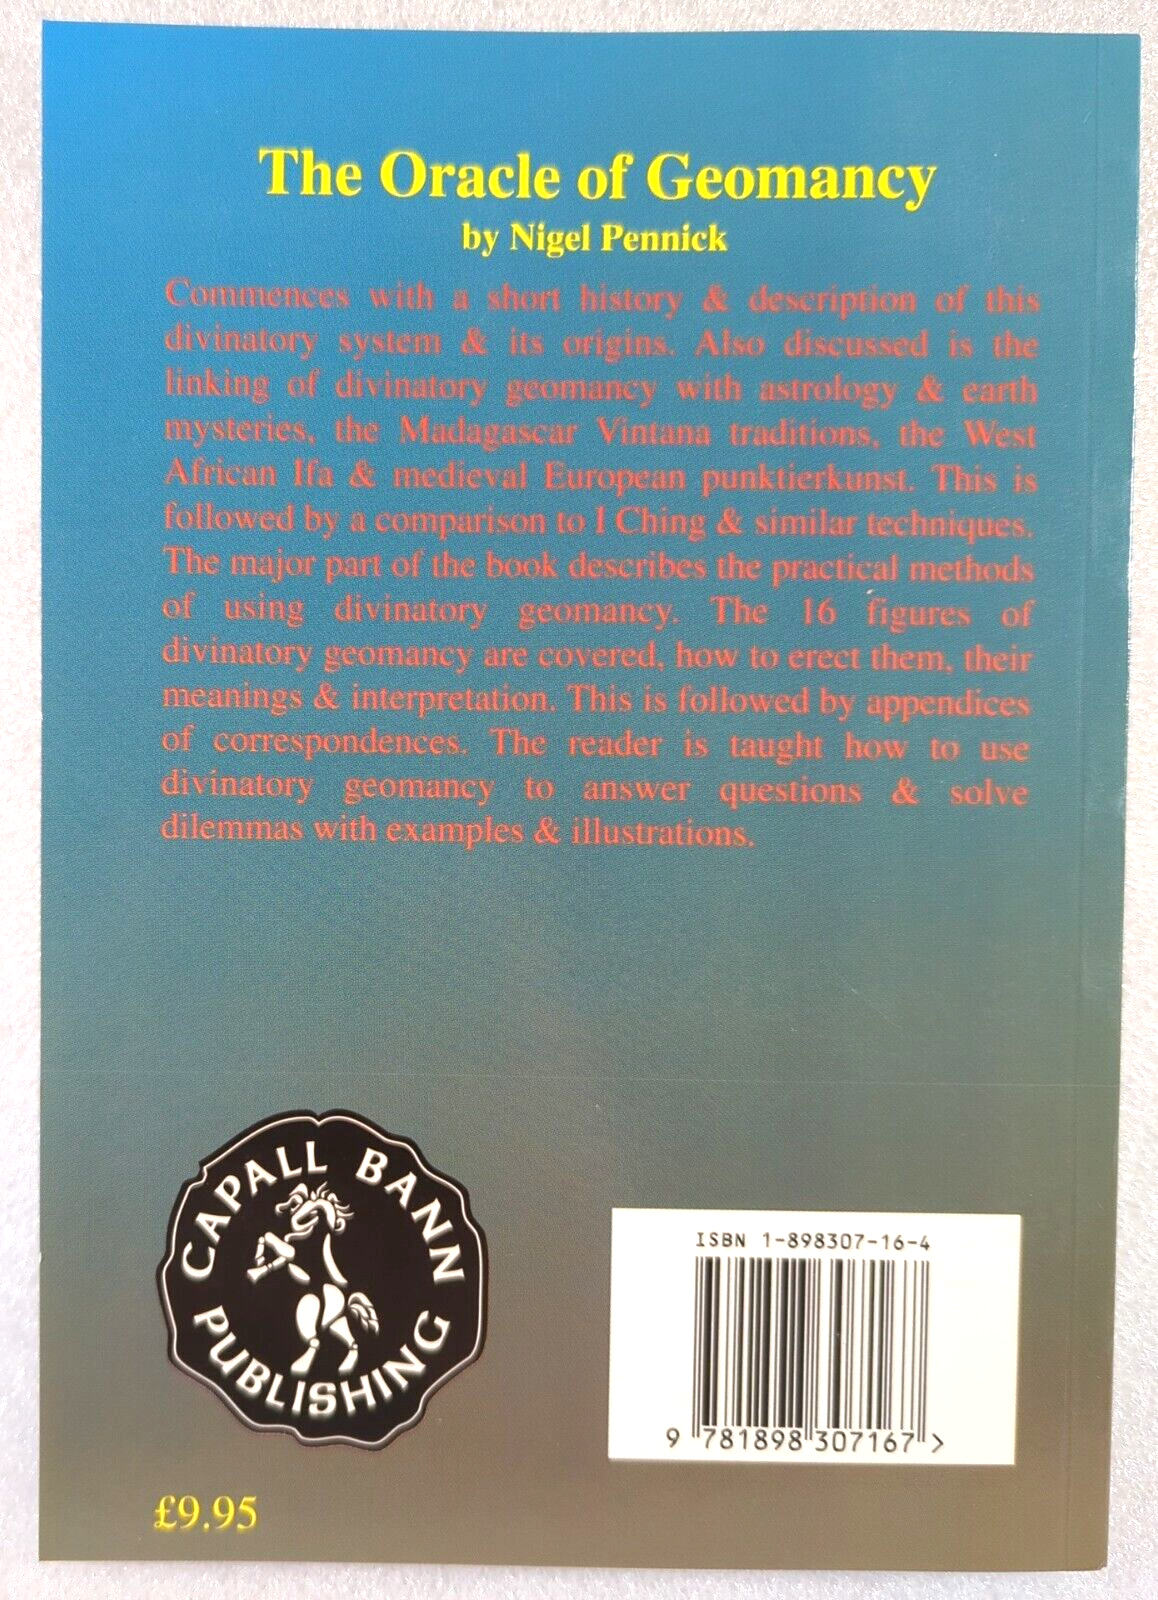 The Oracle of Geomancy
by Nigel Pennick
Commences with a short history & description of this
divinatory system & its origins. Also discussed is the
linking of divinatory geomancy with astrology & earth
mysteries, the Madagascar Vintana traditions, the West
African Ifa & medieval European punktierkunst. This is
followed by a comparison to I Ching & similar techniques.
The major part of the book describes the practical methods
of using divinatory geomancy. The 16 figures of
divinatory geomancy are covered, how to erect them, their
meanings & interpretation. This is followed by appendices
of correspondences. The reader is taught how to use
divinatory geomancy to answer questions & solve
dilemmas with examples & illustrations.
CAPALL BANN
PUBLISHING
ISBN 1-898307-16-4
9 781898 307167 >
£9.95